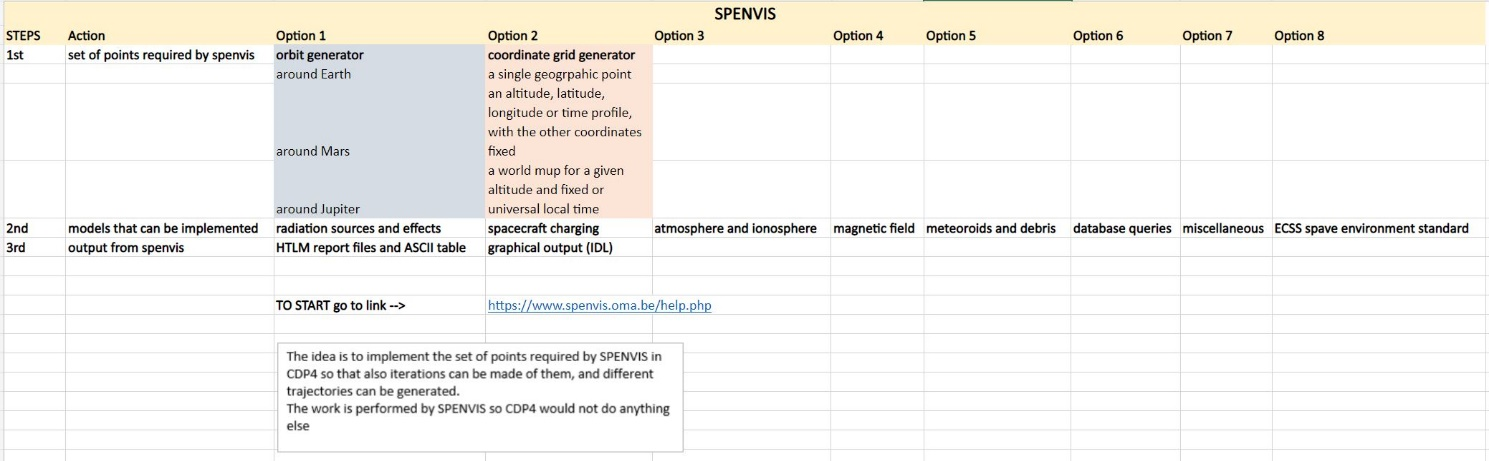 SPENVIS
STEPS Action Option 1 Option 2 Option 3 Option 4 Option 5 Option 6 Option 7 Option 8
1st set of points required by spenvis orbit generator coordinate grid generator
around Earth a single geogrpahic point
an altitude, latitude,
longitude or time profile,
with the other coordinates
around Mars fixed
a world mup for a given
altitude and fixed or
around Jupiter universal local time
2nd models that can be implemented radiation sources and effects spacecraft charging atmosphere and ionosphere magnetic field meteoroids and debris database queries miscellaneous ECSS spave environment standard
3rd output from spenvis HTLM report files and ASCII table graphical output (IDL)
TO START go to link --> https://www.spenvis.oma.be/help.php
The idea is to implement the set of points required by SPENVIS in
CDP4 so that also iterations can be made of them, and different
trajectories can be generated.
The work is performed by SPENVIS so CDP4 would not do anything
else